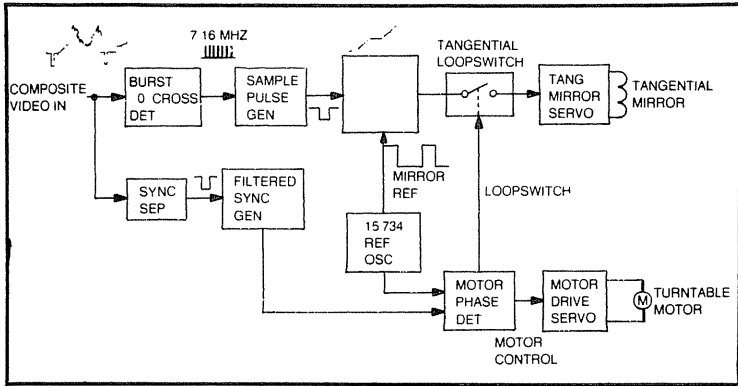 7 16 MHZ
COMPOSITE
VIDEO IN
BURST
0 CROSS
DET
SAMPLE
PULSE
GEN
TANGENTIAL
LOOPSWITCH
TANG
MIRROR
SERVO
TANGENTIAL
MIRROR
MIRROR
REF
LOOPSWITCH
SYNC
SEP
FILTERED
SYNC
GEN
15 734
REF
OSC
MOTOR
PHASE
DET
MOTOR
CONTROL
MOTOR
DRIVE
SERVO
M
TURNTABLE
MOTOR